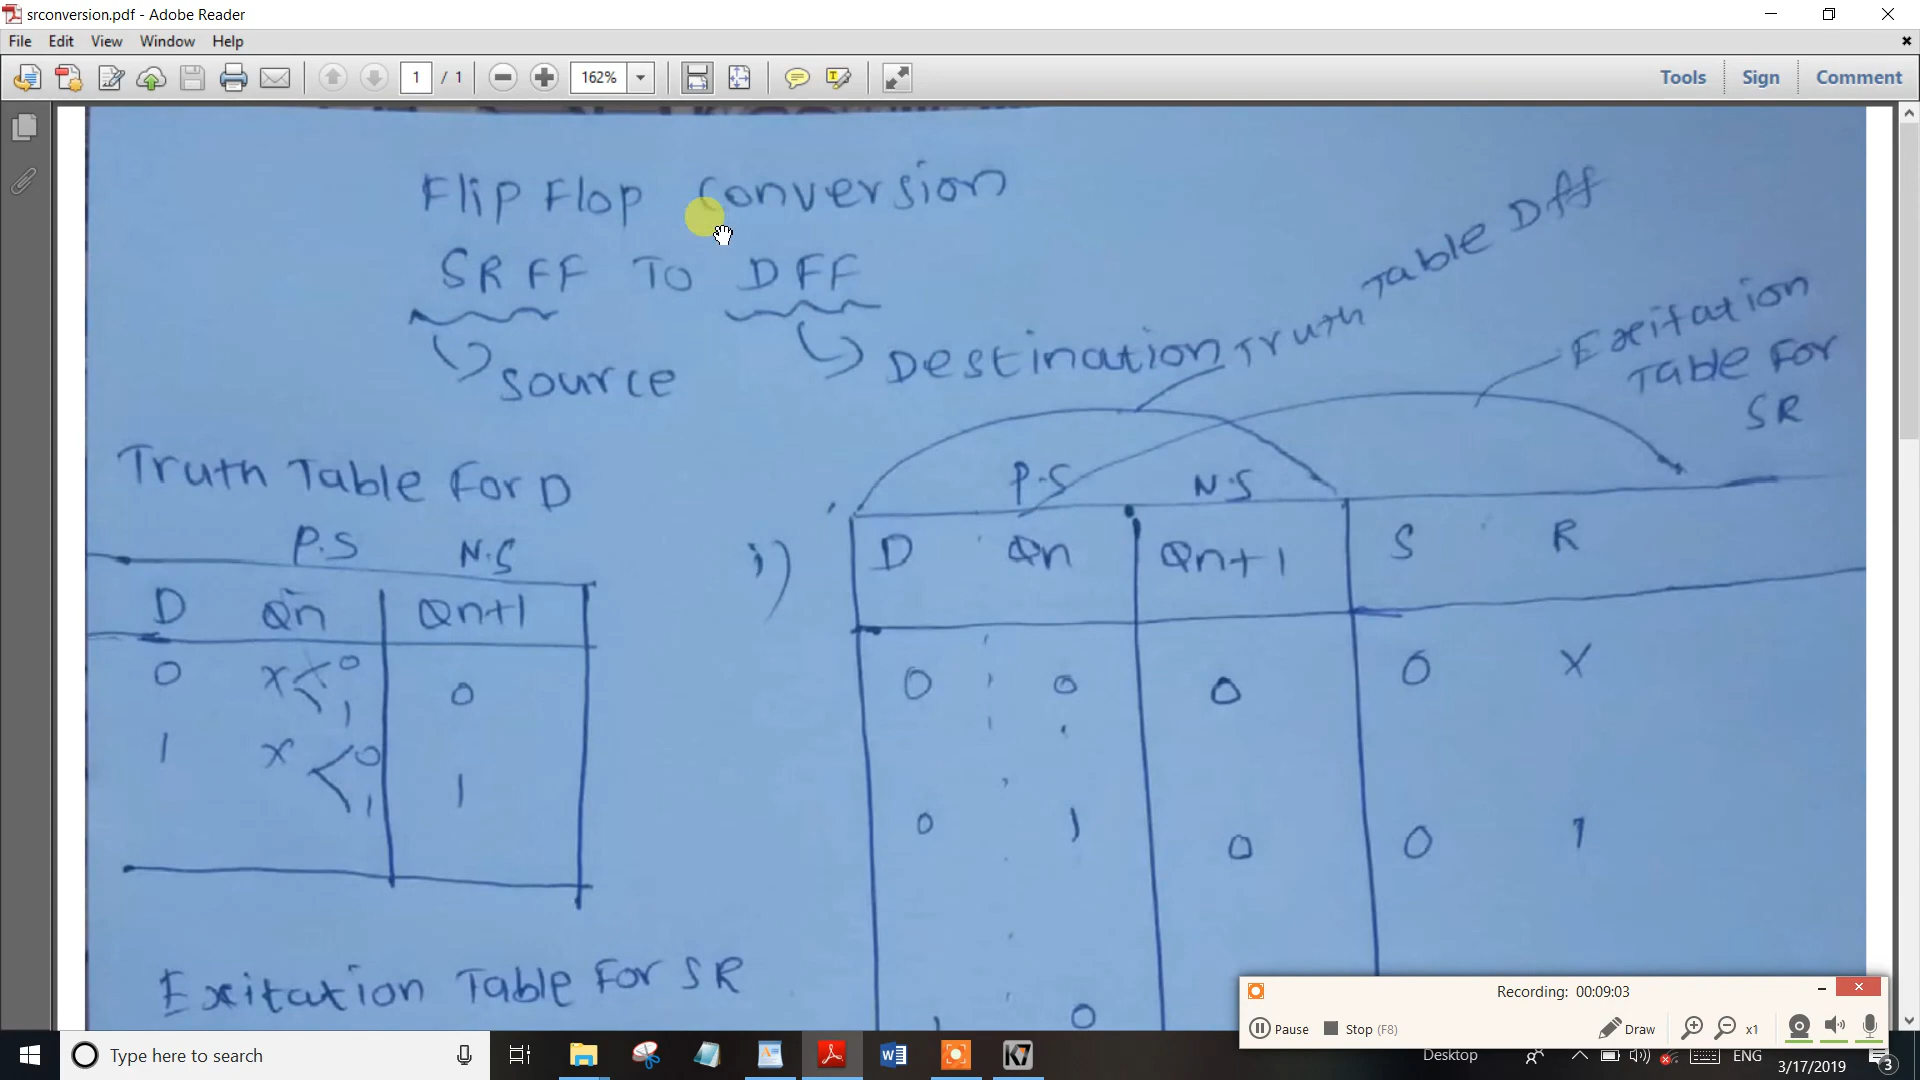 srconversion.pdf - Adobe Reader
File Edit View Window Help
1 / 1 162% Tools Sign Comment
Flip Flop Conversion
SR FF TO DFF
Source
Destination
Truth Table Dff
Exitation
Table For
SR
Truth Table For D
P.S N.S
D Qn Qn+1
0 x 0 1 0
1 x 0 1 1
i)
P.S N.S
D Qn Qn+1 S R
0 0 0 0 X
0 1 0 0 1
1 0
Exitation Table For SR
Recording: 00:09:03
Pause Stop (F8) Draw x1
Type here to search
Desktop
ENG
3/17/2019
3